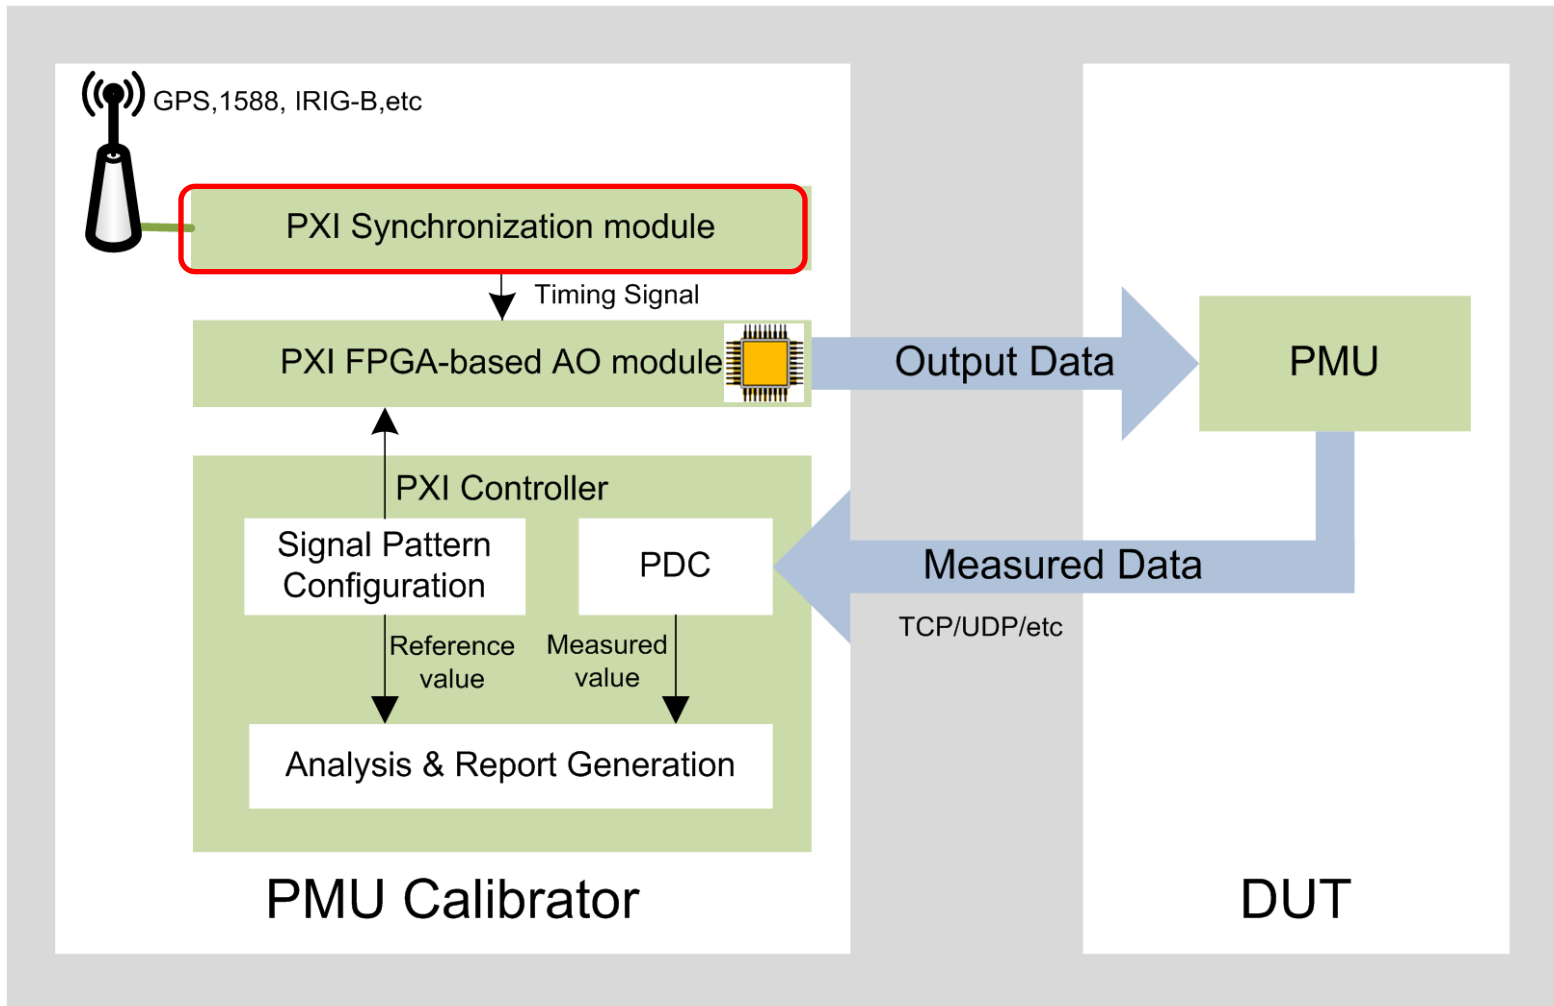 GPS,1588, IRIG-B,etc
PXI Synchronization module
Timing Signal
PXI FPGA-based AO module
Output Data
PMU
PXI Controller
Signal Pattern
Configuration
PDC
Measured Data
TCP/UDP/etc
Reference
value
Measured
value
Analysis & Report Generation
PMU Calibrator
DUT